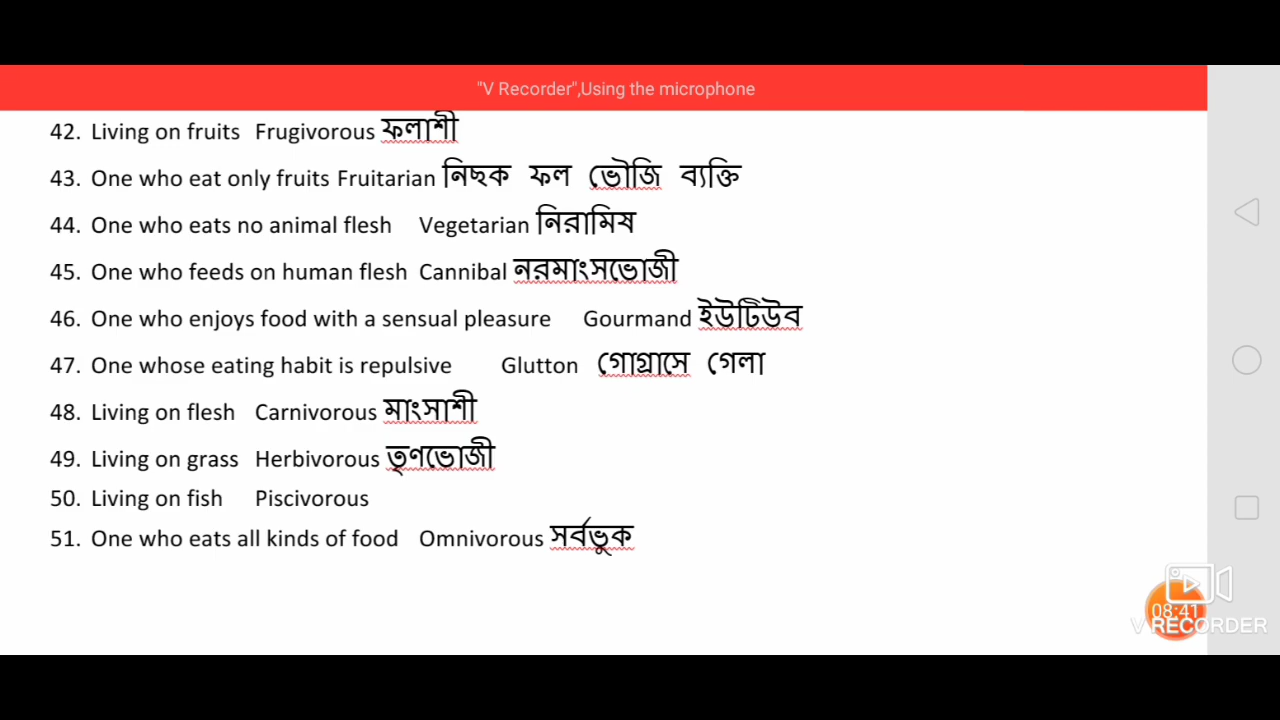 "V Recorder",Using the microphone
42. Living on fruits Frugivorous ফলাশী
43. One who eat only fruits Fruitarian নিছক ফল ভৌজি ব্যক্তি
44. One who eats no animal flesh Vegetarian নিরামিষ
45. One who feeds on human flesh Cannibal নরমাংসভোজী
46. One who enjoys food with a sensual pleasure Gourmand ইউটিউব
47. One whose eating habit is repulsive Glutton গোগ্রাসে গেলা
48. Living on flesh Carnivorous মাংসাশী
49. Living on grass Herbivorous তৃণভোজী
50. Living on fish Piscivorous
51. One who eats all kinds of food Omnivorous সর্বভুক
08:41
V RECORDER